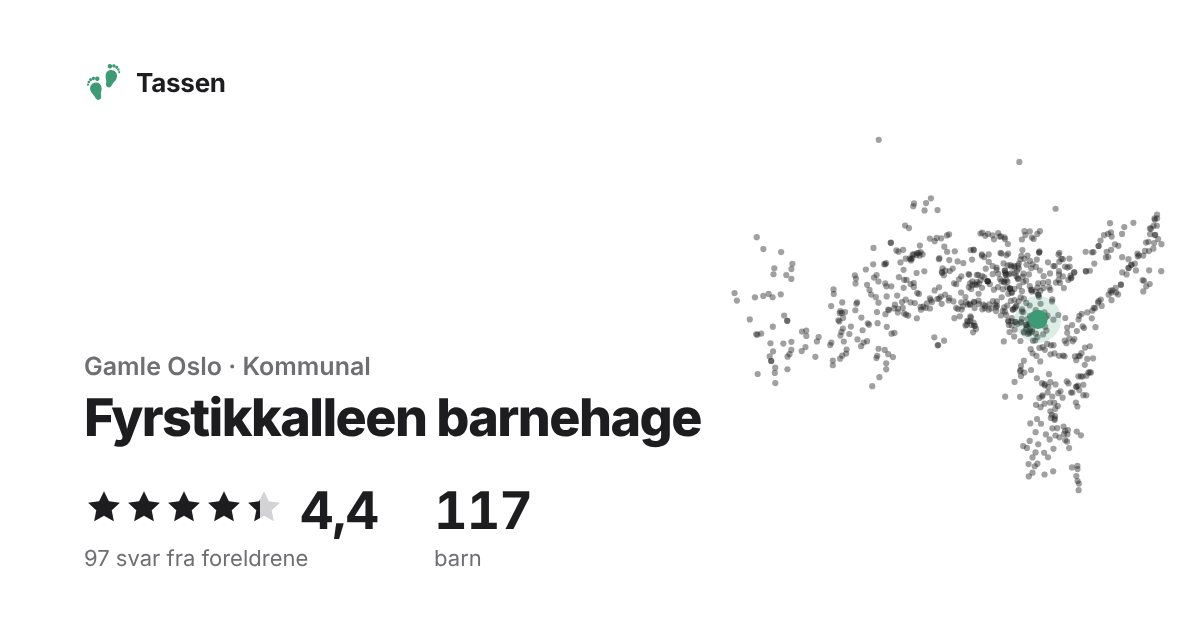 Tassen
Gamle Oslo · Kommunal
Fyrstikkalleen barnehage
4,4
117
97 svar fra foreldrene
barn